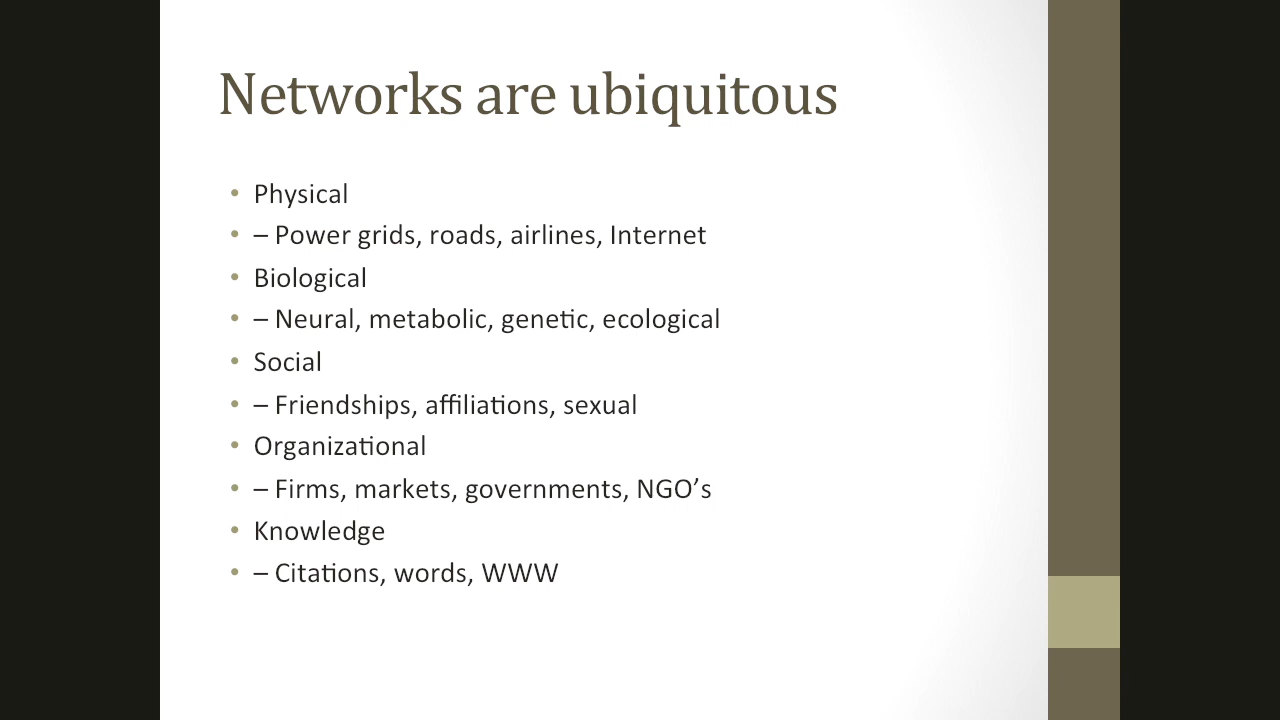 Networks are ubiquitous
• Physical
• – Power grids, roads, airlines, Internet
• Biological
• – Neural, metabolic, genetic, ecological
• Social
• – Friendships, affiliations, sexual
• Organizational
• – Firms, markets, governments, NGO’s
• Knowledge
• – Citations, words, WWW